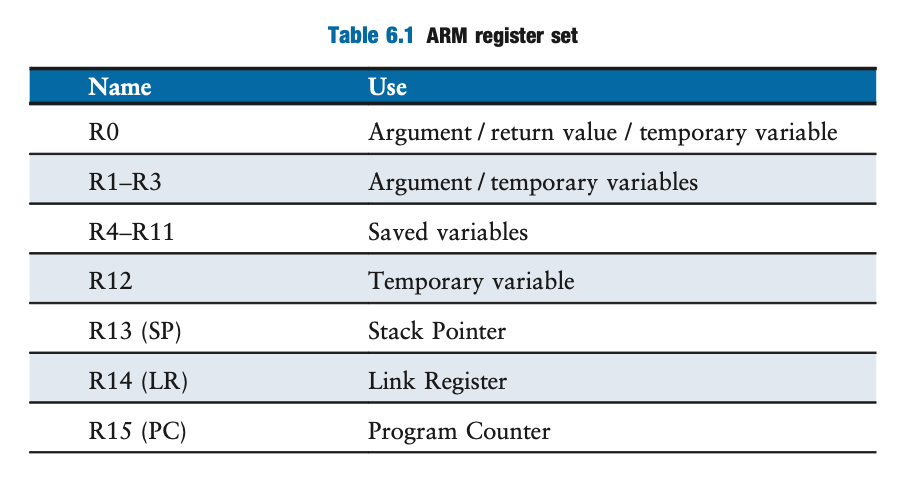 Table 6.1 ARM register set
Name Use
R0 Argument / return value / temporary variable
R1–R3 Argument / temporary variables
R4–R11 Saved variables
R12 Temporary variable
R13 (SP) Stack Pointer
R14 (LR) Link Register
R15 (PC) Program Counter